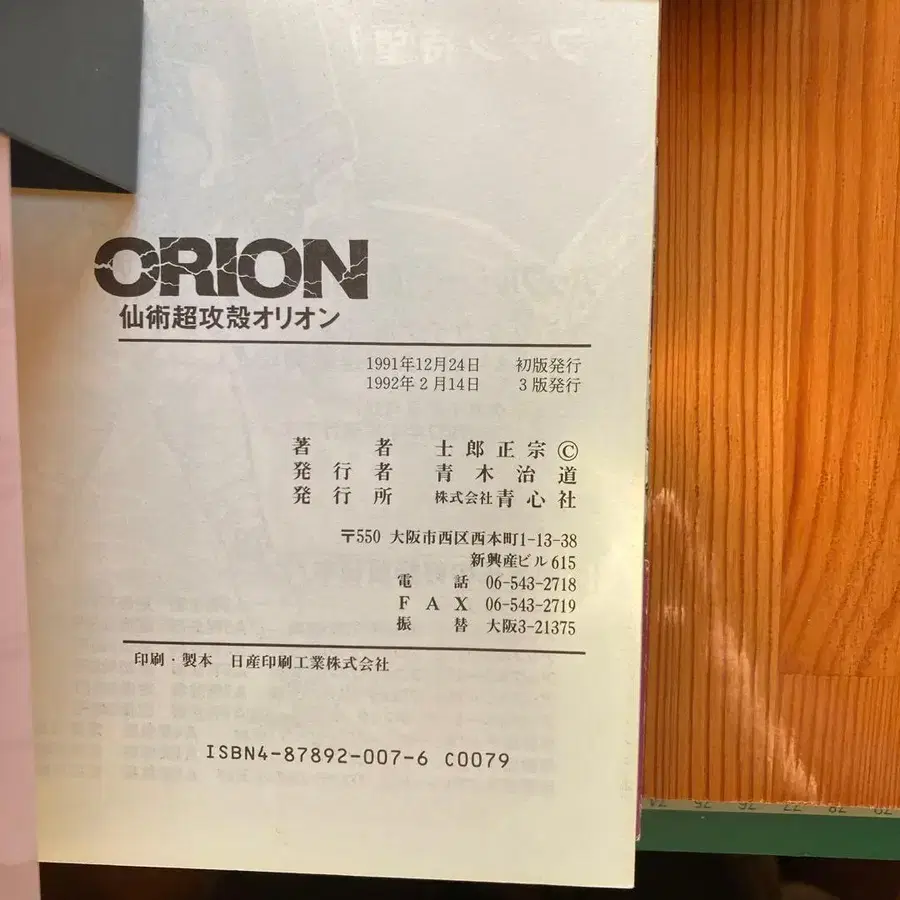 ORION
仙術超攻殻オリオン
1991年12月24日 初版発行
1992年2月14日 3版発行
著者 士郎正宗©
発行者 青木治道
発行所 株式会社青心社
〒550 大阪市西区西本町1-13-38
新興産ビル615
電話 06-543-2718
FAX 06-543-2719
振替 大阪3-21375
印刷・製本 日産印刷工業株式会社
ISBN4-87892-007-6 C0079
74 75 76 77 78 79